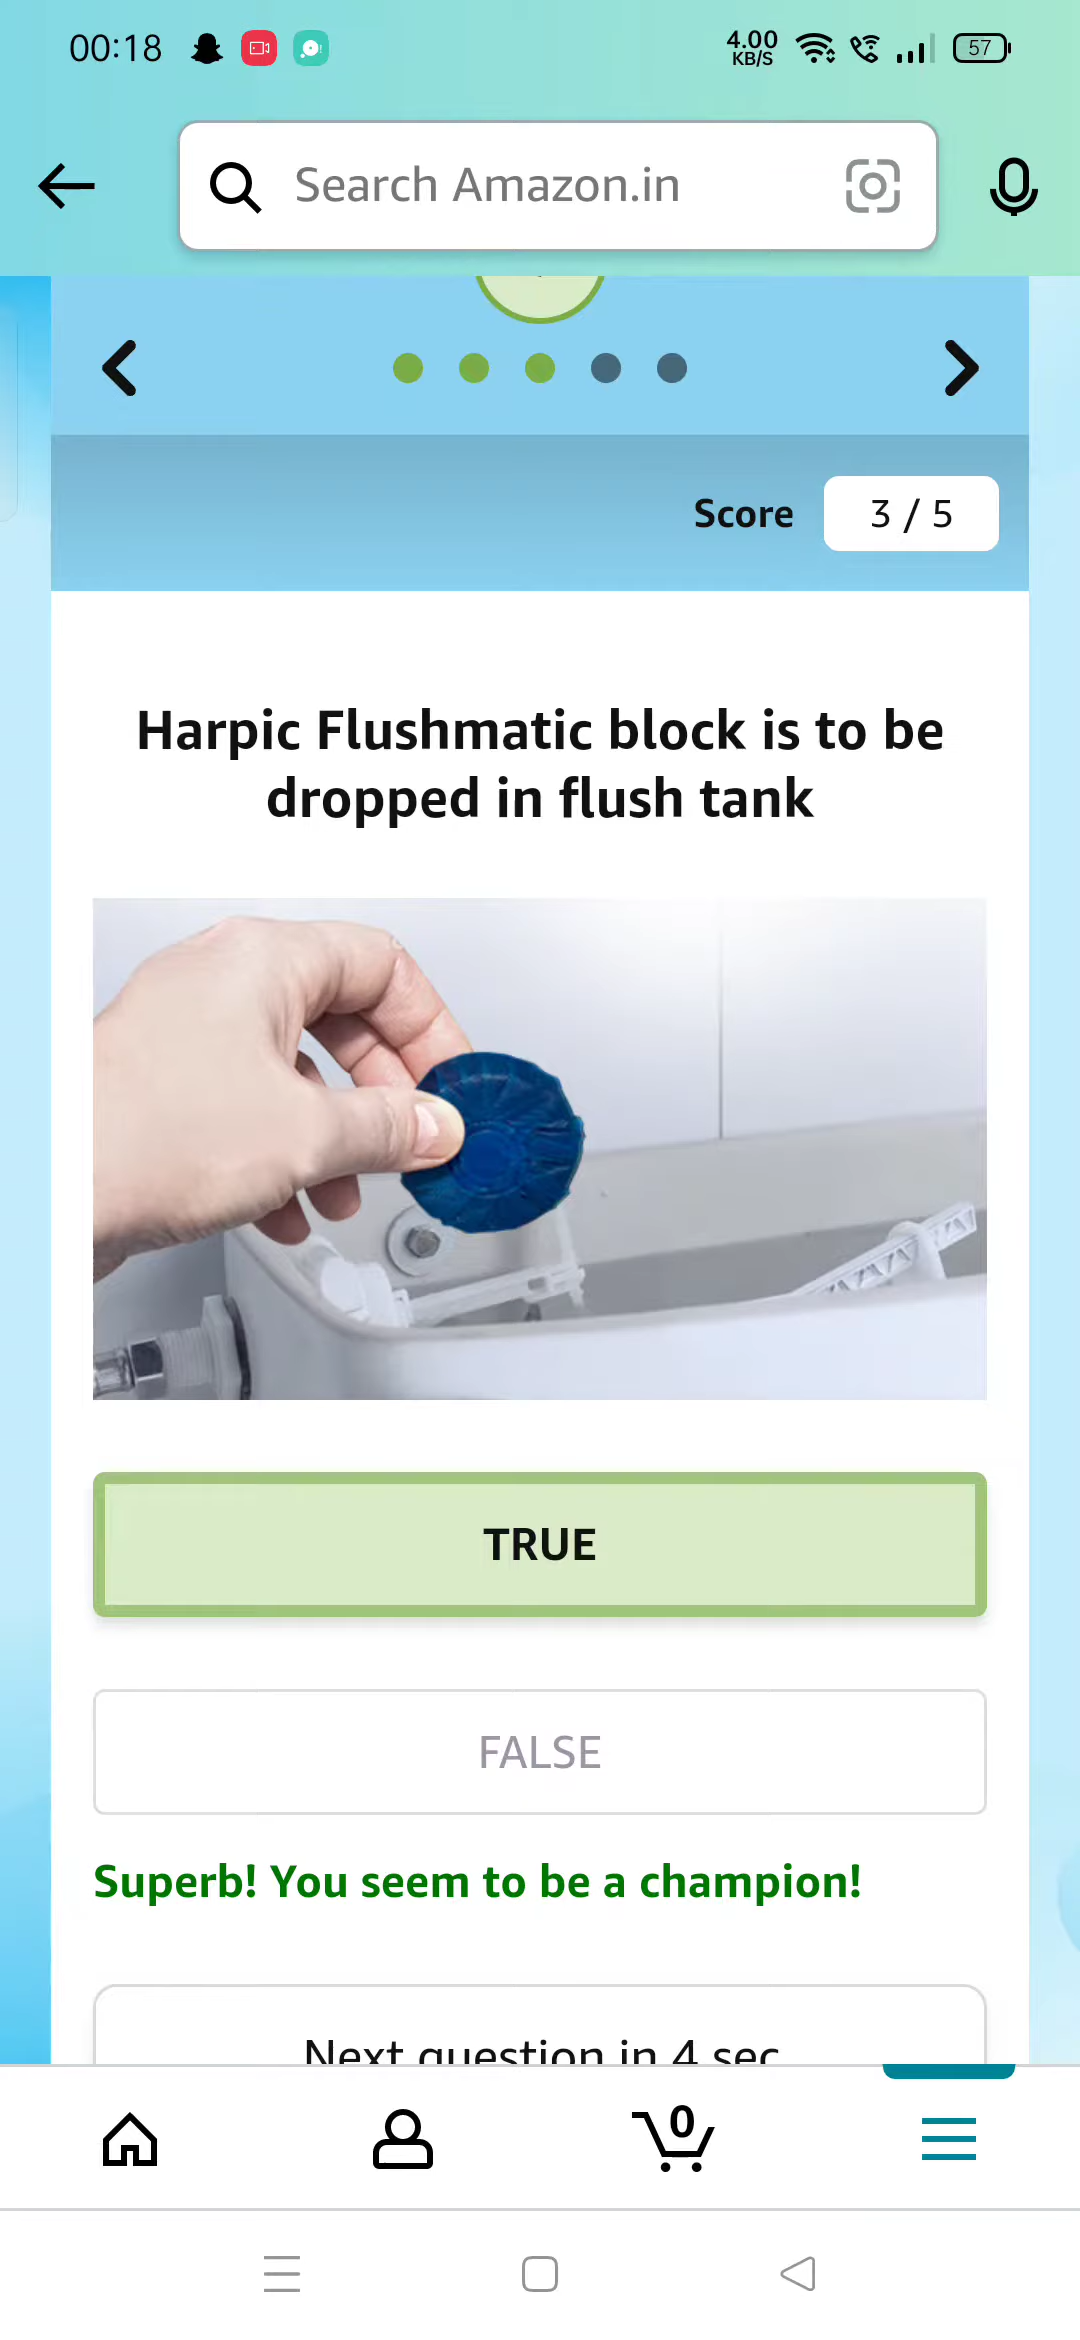 00:18
4.00
KB/S
57
Search Amazon.in
Score 3 / 5
Harpic Flushmatic block is to be
dropped in flush tank
TRUE
FALSE
Superb! You seem to be a champion!
Next question in 4 sec
0